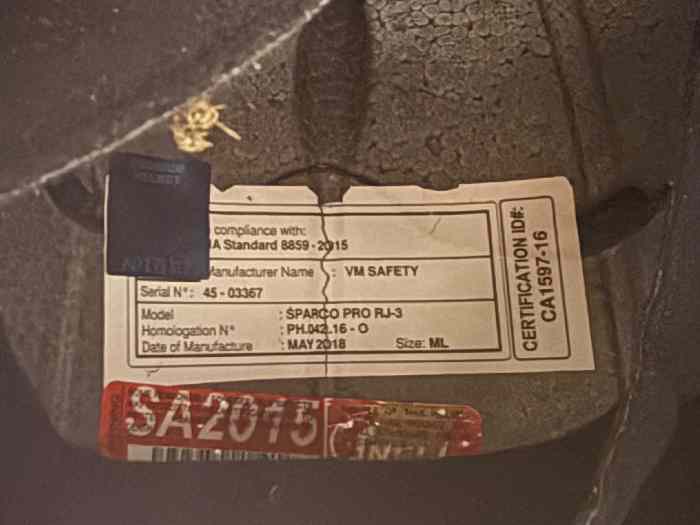 compliance with:
IA Standard 8859-2015
Manufacturer Name : VM SAFETY
Serial N°: 45-03367
Model : SPARCO PRO RJ-3
Homologation N° : PH.042.16-O
Date of Manufacture : MAY 2018 Size: ML
CERTIFICATION ID#:
CA1597-16
SA2015